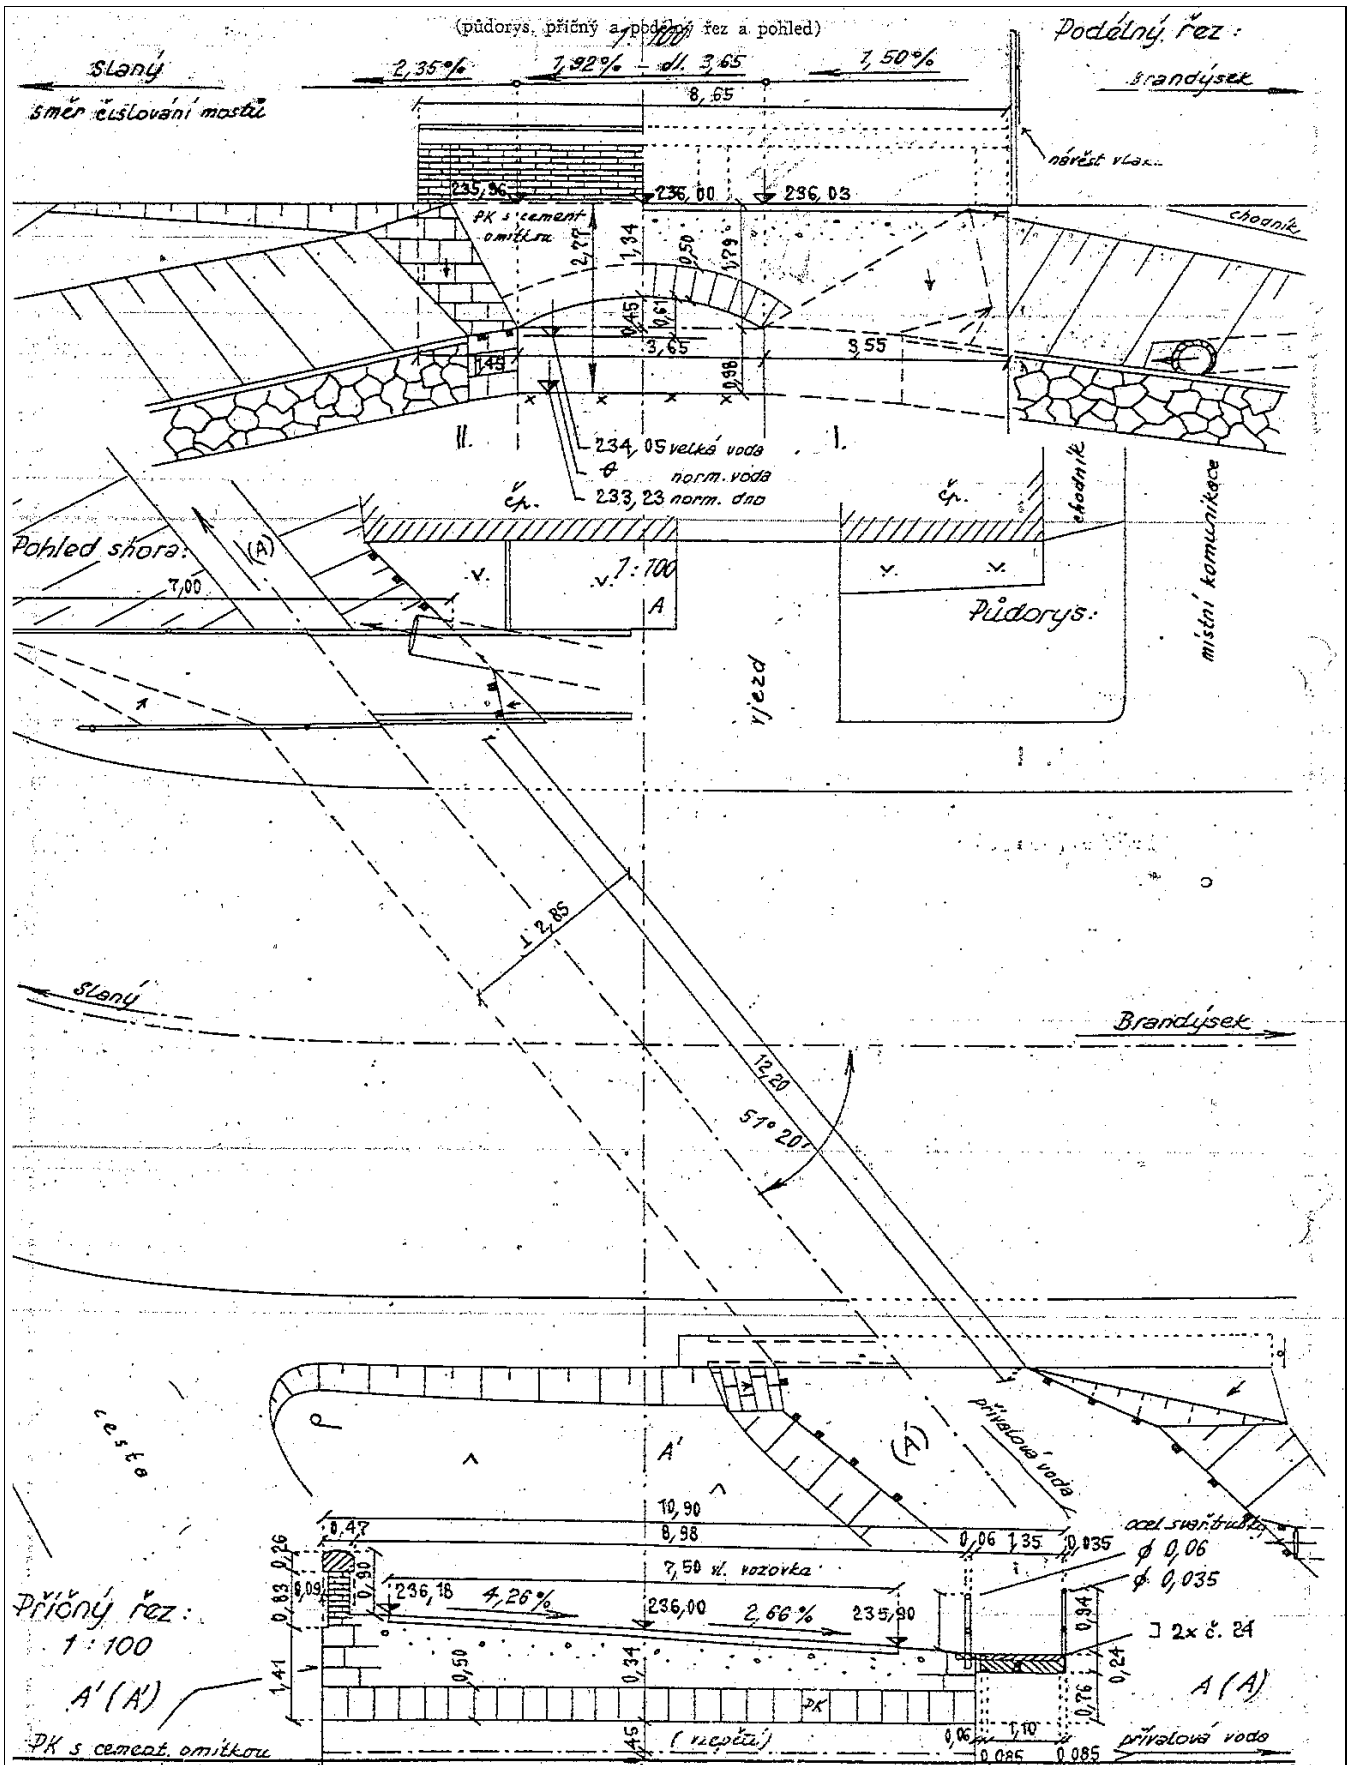 (půdorys, příčný a podélný řez a pohled)
1:100
Podélný řez:
Slaný
2,35%
1,92% - dl. 3,65
1,50%
Brandýsek
směr číslování mostů
8,65
návěst vlak.
235,96
236,00
236,03
PK s cement
omítkou
chodník
2,77
1,34
0,50
1,79
0,45
0,61
3,65
3,55
1,45
0,98
II.
I.
234,05 velká voda
norm. voda
233,23 norm. dno
čp.
čp.
chodník
místní komunikace
Pohled shora:
(A)
1:100
7,00
A
Půdorys:
vjezd
⊥ 2,85
Slaný
Brandýsek
12,20
51° 20'
cesta
A'
(A')
přívalová voda
10,90
8,98
0,47
0,06
1,35
0,035
ocel. svař. trubky
ø 0,06
ø 0,035
7,50 vl. vozovka
0,26
0,83
0,09
0,90
236,18
4,26%
236,00
2,66%
235,90
0,94
] 2x č. 24
Příčný řez:
1:100
1,41
0,50
0,34
0,24
0,76
A' (A')
A (A)
PK
PK s cement. omítkou
,45
(vzepětí)
0,06
1,10
0,085
0,085
přívalová voda